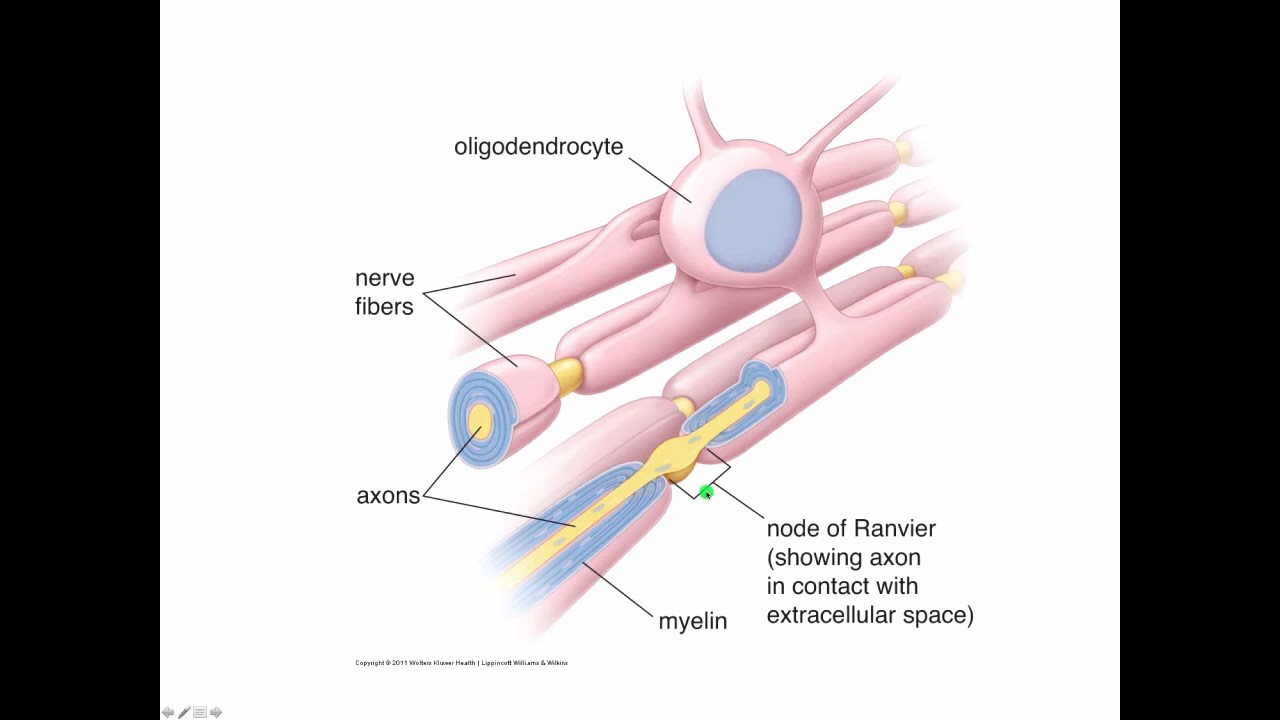 oligodendrocyte
nerve
fibers
axons
node of Ranvier
(showing axon
in contact with
extracellular space)
myelin
Copyright © 2011 Wolters Kluwer Health | Lippincott Williams & Wilkins